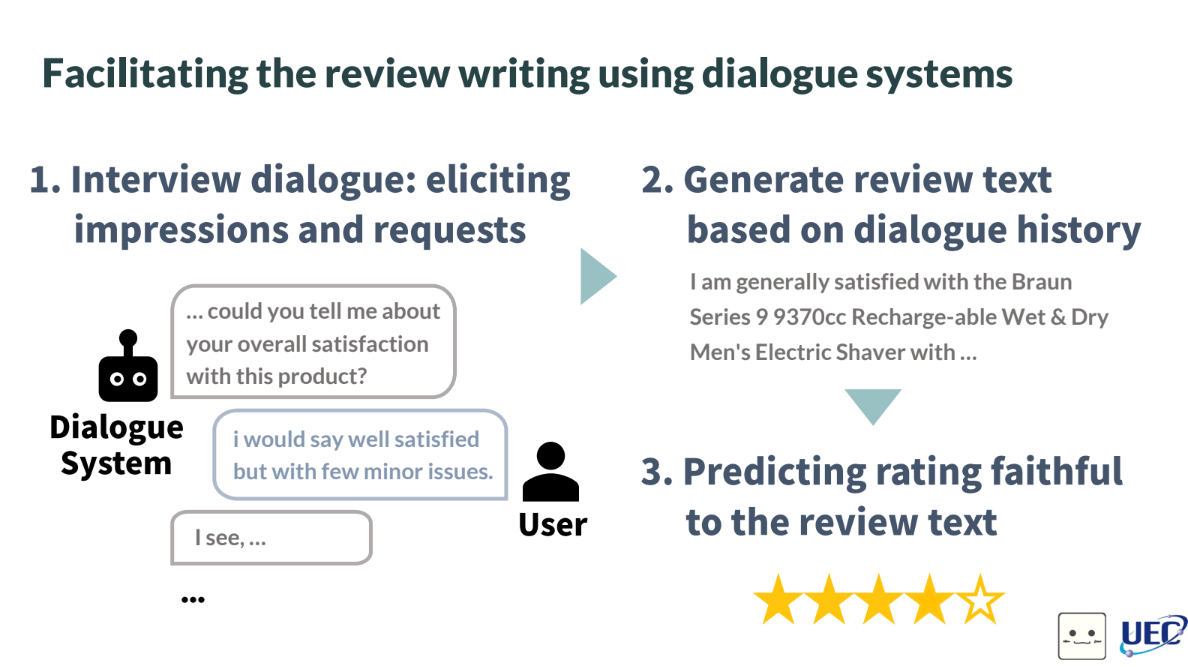 Facilitating the review writing using dialogue systems
1. Interview dialogue: eliciting
impressions and requests
... could you tell me about
your overall satisfaction
with this product?
Dialogue
System
i would say well satisfied
but with few minor issues.
User
I see, ...
...
2. Generate review text
based on dialogue history
I am generally satisfied with the Braun
Series 9 9370cc Recharge-able Wet & Dry
Men's Electric Shaver with ...
3. Predicting rating faithful
to the review text
UEC